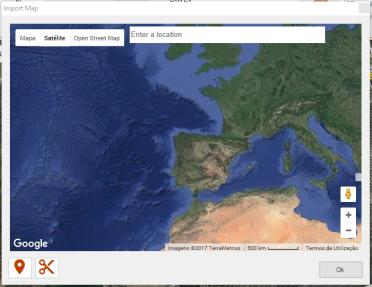 Import Map
Mapa Satélite Open Street Map
Enter a location
Google
Imagens ©2017 TerraMetrics 500 km Termos de Utilização
Ok